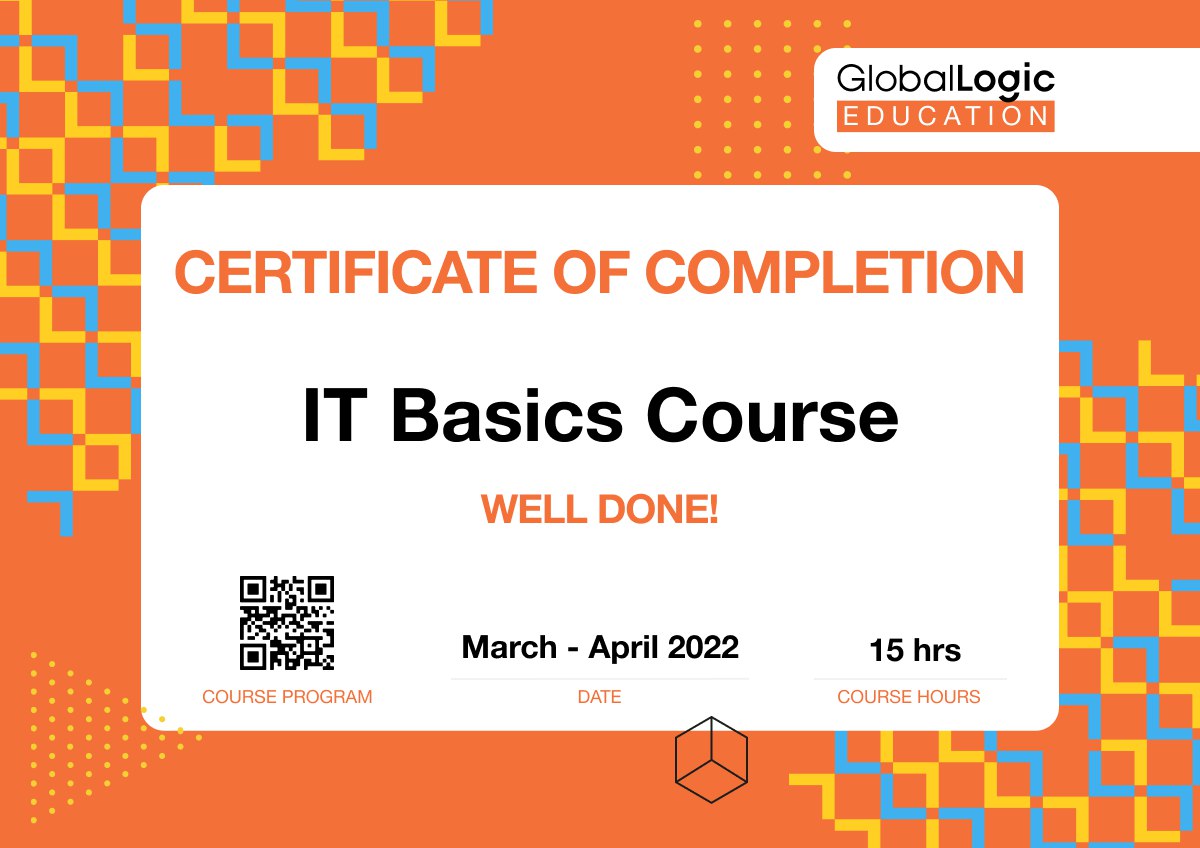 GlobalLogic
EDUCATION
CERTIFICATE OF COMPLETION
IT Basics Course
WELL DONE!
March - April 2022
15 hrs
COURSE PROGRAM
DATE
COURSE HOURS